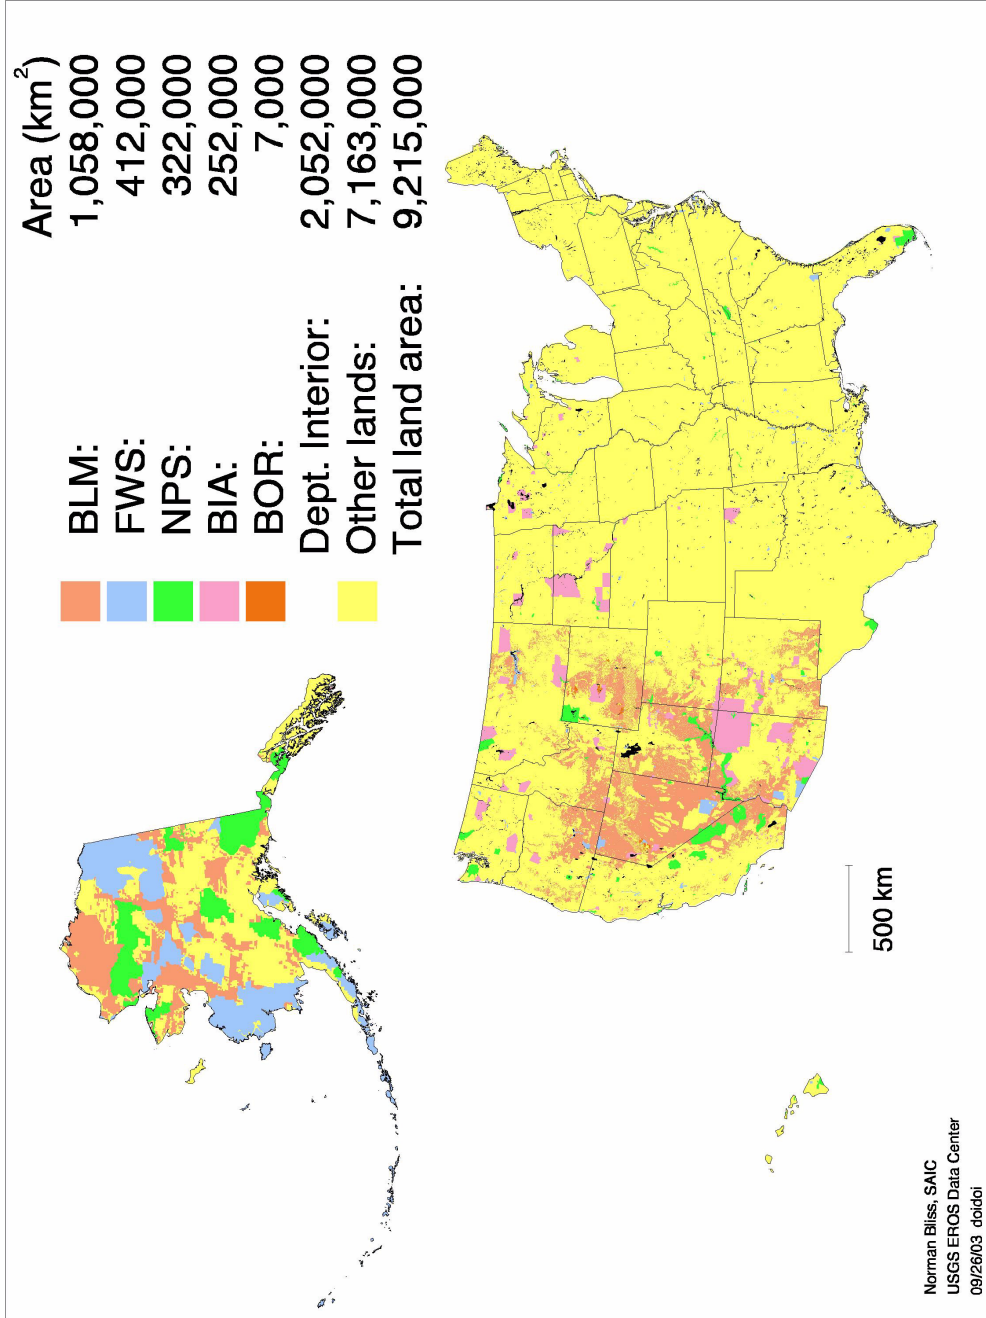 Area (km²)
BLM: 1,058,000
FWS: 412,000
NPS: 322,000
BIA: 252,000
BOR: 7,000
Dept. Interior: 2,052,000
Other lands: 7,163,000
Total land area: 9,215,000
500 km
Norman Bliss, SAIC
USGS EROS Data Center
09/26/03 doidoi